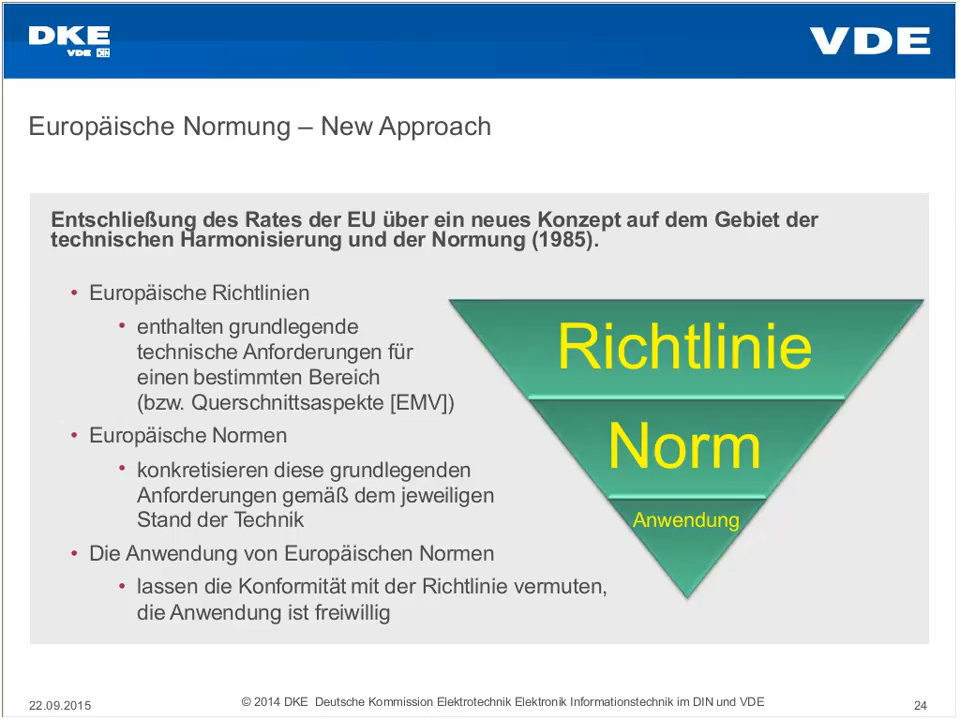 DKE
VDE DIN
VDE
Europäische Normung – New Approach
Entschließung des Rates der EU über ein neues Konzept auf dem Gebiet der
technischen Harmonisierung und der Normung (1985).
• Europäische Richtlinien
• enthalten grundlegende
technische Anforderungen für
einen bestimmten Bereich
(bzw. Querschnittsaspekte [EMV])
• Europäische Normen
• konkretisieren diese grundlegenden
Anforderungen gemäß dem jeweiligen
Stand der Technik
• Die Anwendung von Europäischen Normen
• lassen die Konformität mit der Richtlinie vermuten,
die Anwendung ist freiwillig
Richtlinie
Norm
Anwendung
22.09.2015
© 2014 DKE Deutsche Kommission Elektrotechnik Elektronik Informationstechnik im DIN und VDE
24